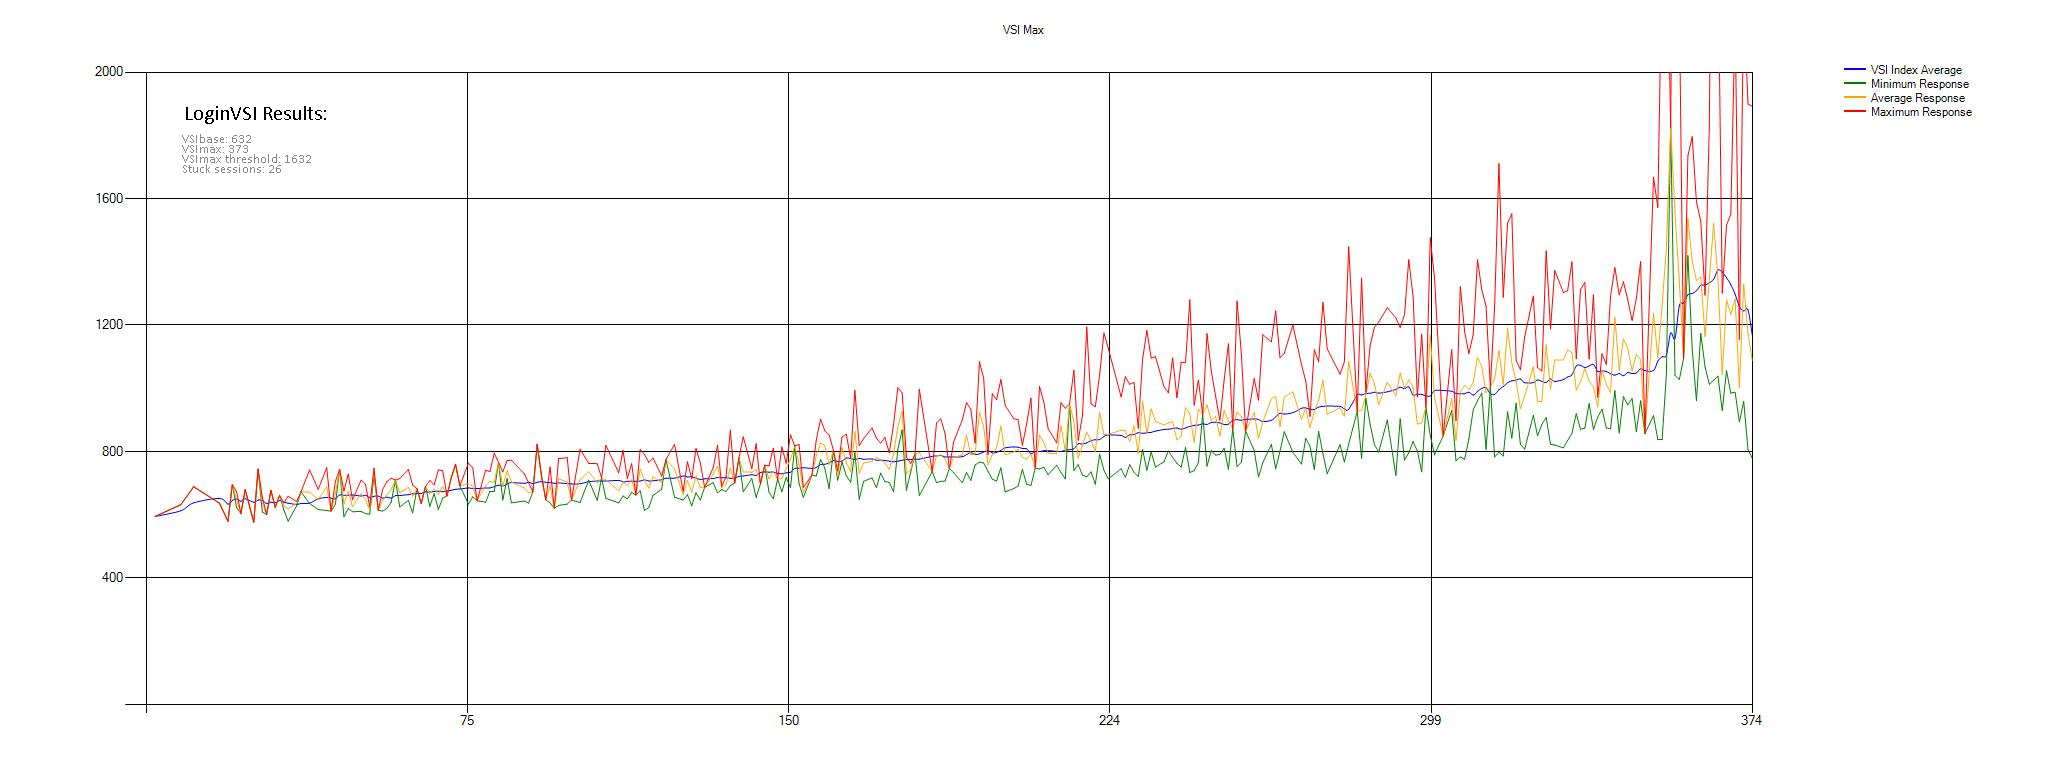 VSI Max
2000
1600
1200
800
400
LoginVSI Results:
VSIbase: 632
VSImax: 373
VSImax threshold: 1632
Stuck sessions: 26
VSI Index Average
Minimum Response
Average Response
Maximum Response
75
150
224
299
374